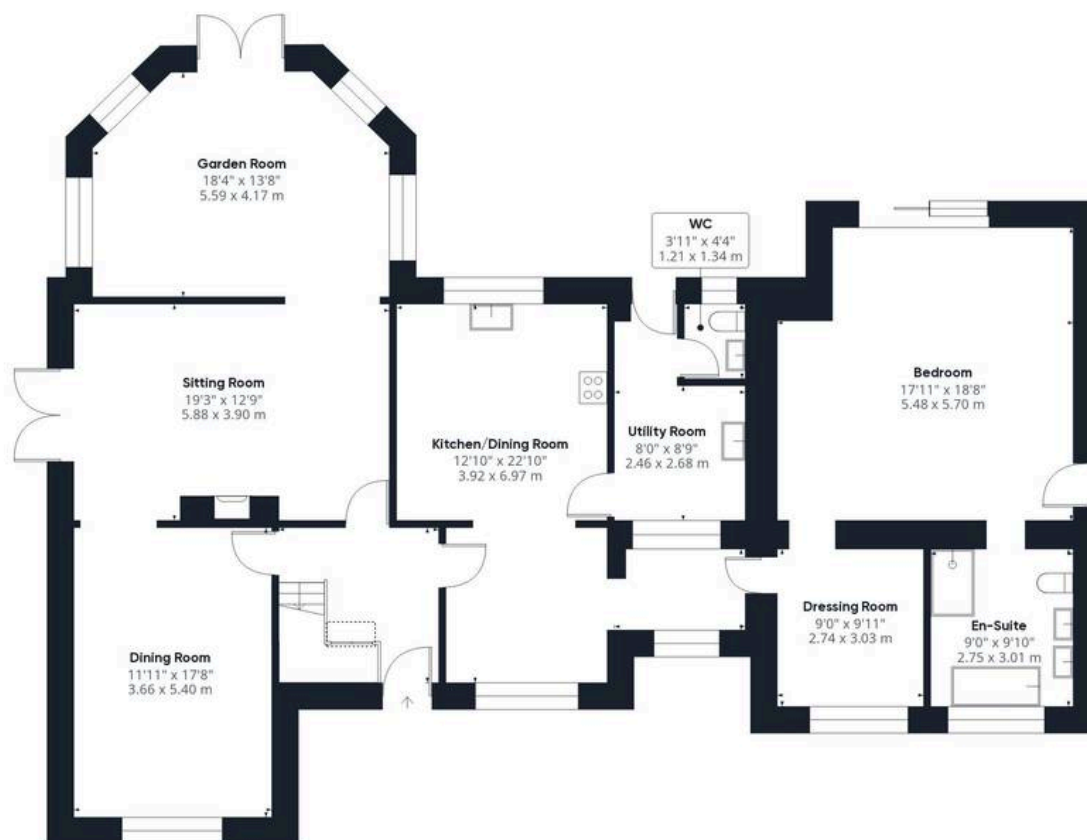 Garden Room
18'4" x 13'8"
5.59 x 4.17 m
WC
3'11" x 4'4"
1.21 x 1.34 m
Sitting Room
19'3" x 12'9"
5.88 x 3.90 m
Kitchen/Dining Room
12'10" x 22'10"
3.92 x 6.97 m
Utility Room
8'0" x 8'9"
2.46 x 2.68 m
Bedroom
17'11" x 18'8"
5.48 x 5.70 m
Dining Room
11'11" x 17'8"
3.66 x 5.40 m
Dressing Room
9'0" x 9'11"
2.74 x 3.03 m
En-Suite
9'0" x 9'10"
2.75 x 3.01 m